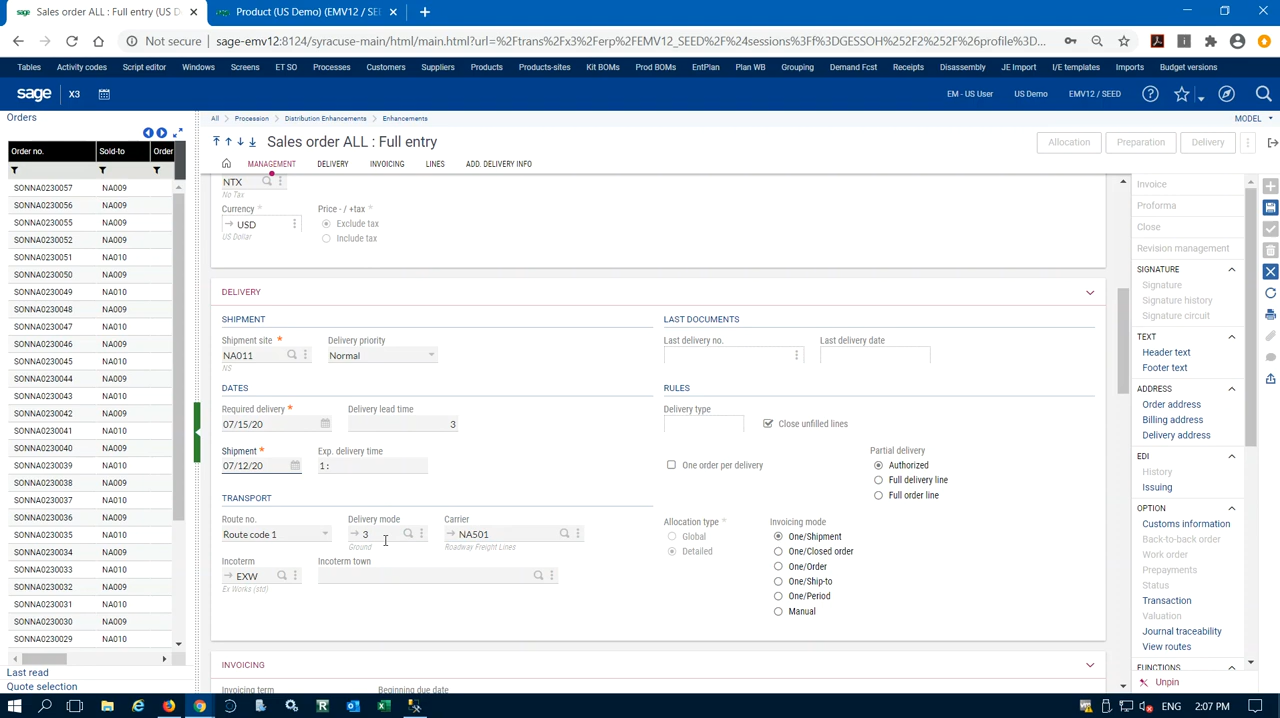 sage Sales order ALL : Full entry (US D
Product (US Demo) (EMV12 / SEED
Not secure
sage-emv12:8124/syracuse-main/html/main.html?url=%2Ftrans%2Fx3%2Ferp%2FEMV12_SEED%2F%24sessions%3Ff%3DGESSOH%252F2%252F%26profile%3D...
Tables Activity codes Script editor Windows Screens ET SO Processes Customers Suppliers Products Products-sites Kit BOMs Prod BOMs EntPlan Plan WB Grouping Demand Fcst Receipts Disassembly JE Import I/E templates Imports Budget versions
sage X3 EM - US User US Demo EMV12 / SEED
Orders
All Procession Distribution Enhancements Enhancements MODEL
Sales order ALL : Full entry
Allocation Preparation Delivery
MANAGEMENT DELIVERY INVOICING LINES ADD. DELIVERY INFO
Order no. Sold-to Order
SONNA0230057 NA009
SONNA0230056 NA009
SONNA0230055 NA009
SONNA0230052 NA009
SONNA0230051 NA010
SONNA0230050 NA009
SONNA0230049 NA010
SONNA0230048 NA009
SONNA0230047 NA010
SONNA0230046 NA009
SONNA0230045 NA010
SONNA0230044 NA009
SONNA0230043 NA010
SONNA0230042 NA009
SONNA0230041 NA010
SONNA0230040 NA009
SONNA0230039 NA010
SONNA0230038 NA009
SONNA0230037 NA010
SONNA0230036 NA009
SONNA0230035 NA010
SONNA0230034 NA009
SONNA0230033 NA010
SONNA0230032 NA009
SONNA0230031 NA010
SONNA0230030 NA009
SONNA0230029 NA010
Last read
Quote selection
NTX
No Tax
Currency * Price - / +tax *
USD Exclude tax
US Dollar Include tax
DELIVERY
SHIPMENT
Shipment site * Delivery priority
NA011 Normal
NS
DATES
Required delivery * Delivery lead time
07/15/20 3
Shipment * Exp. delivery time
07/12/20 1:
TRANSPORT
Route no. Delivery mode Carrier
Route code 1 3 NA501
Ground Roadway Freight Lines
Incoterm Incoterm town
EXW
Ex Works (std)
LAST DOCUMENTS
Last delivery no. Last delivery date
RULES
Delivery type
Close unfilled lines
Partial delivery
One order per delivery
Authorized
Full delivery line
Full order line
Allocation type *
Global
Detailed
Invoicing mode
One/Shipment
One/Closed order
One/Order
One/Ship-to
One/Period
Manual
INVOICING
Invoicing term Beginning due date
Invoice
Proforma
Close
Revision management
SIGNATURE
Signature
Signature history
Signature circuit
TEXT
Header text
Footer text
ADDRESS
Order address
Billing address
Delivery address
EDI
History
Issuing
OPTION
Customs information
Back-to-back order
Work order
Prepayments
Status
Transaction
Valuation
Journal traceability
View routes
FUNCTIONS
Unpin
ENG 2:07 PM